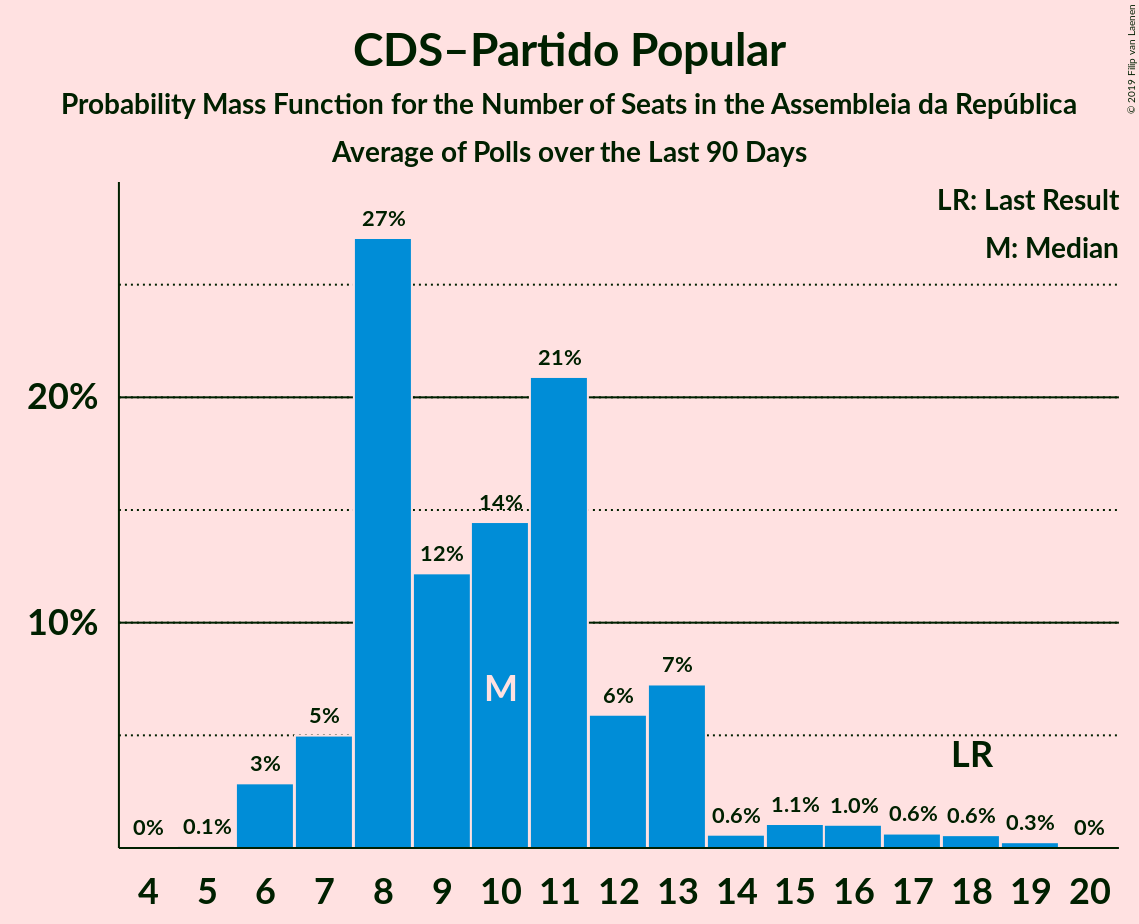 CDS–Partido Popular
Probability Mass Function for the Number of Seats in the Assembleia da República
Average of Polls over the Last 90 Days
© 2019 Filip van Laenen
LR: Last Result
M: Median
27%
21%
20%
14%
12%
10%
7%
M
6%
5%
LR
3%
1.1%
1.0%
0.6%
0.6%
0.6%
0.3%
0%
0.1%
0%
4 5 6 7 8 9 10 11 12 13 14 15 16 17 18 19 20